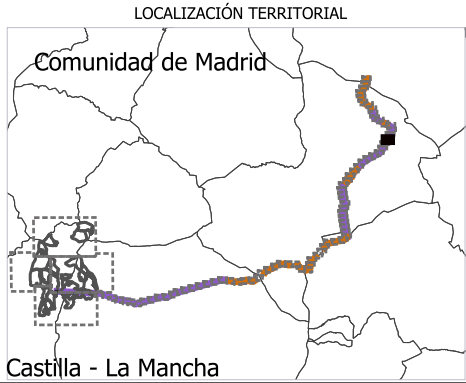 LOCALIZACIÓN TERRITORIAL
Comunidad de Madrid
Castilla - La Mancha